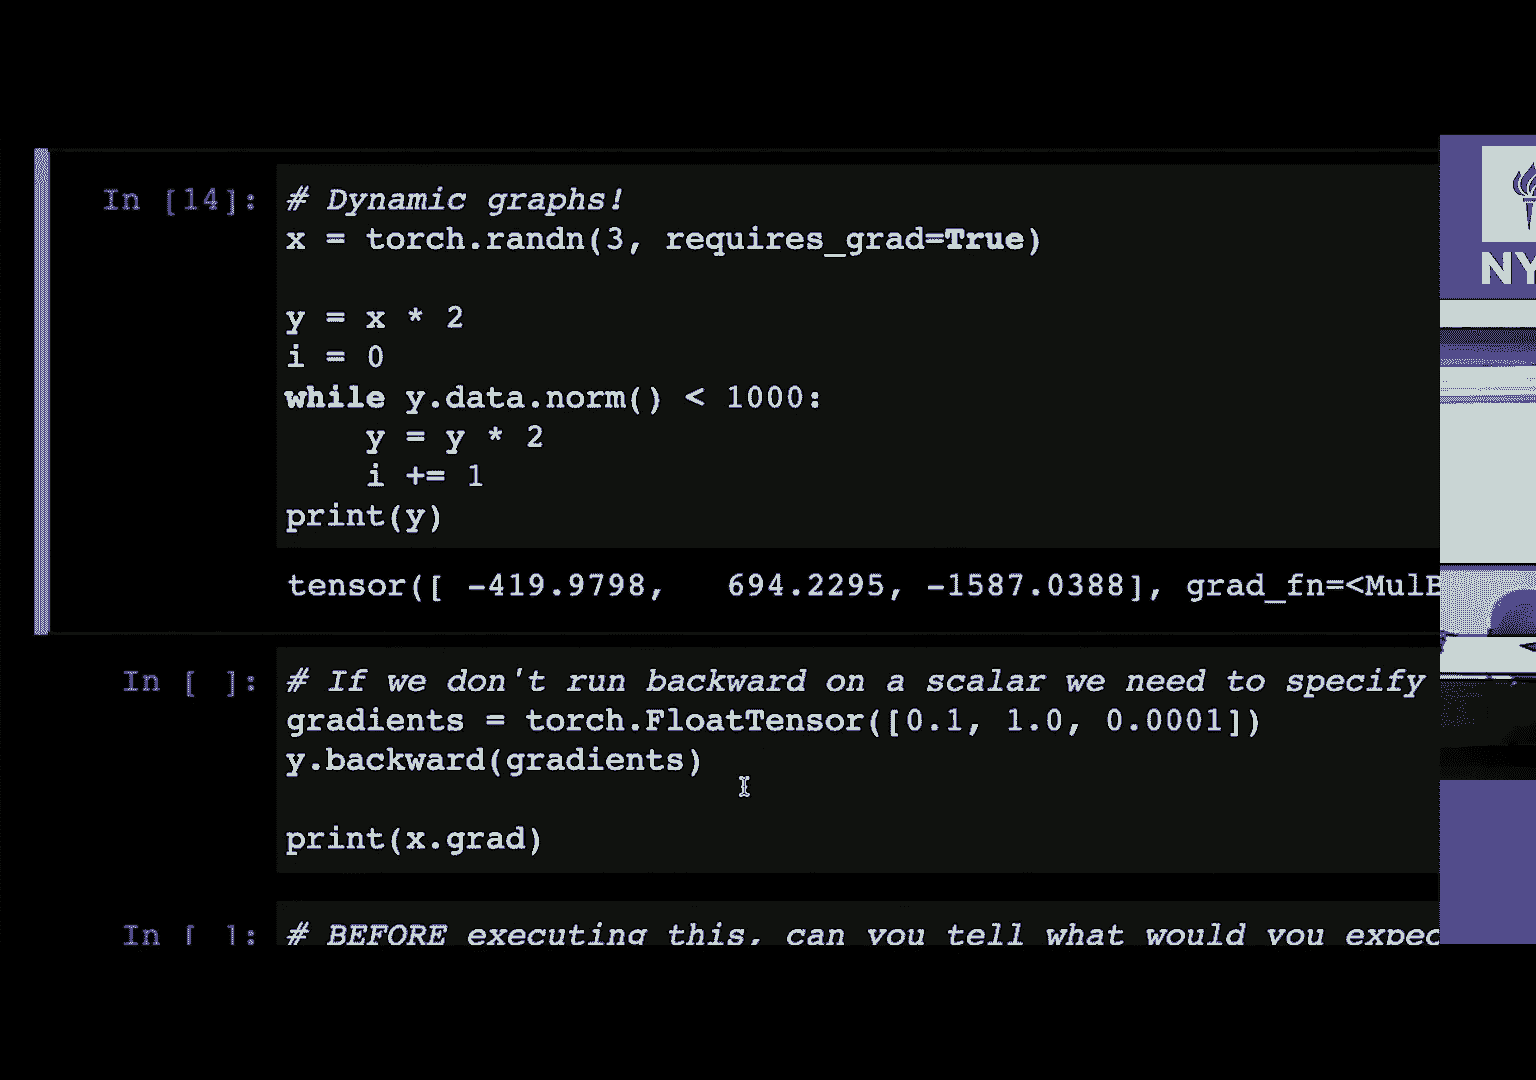 In [14]:
# Dynamic graphs!
x = torch.randn(3, requires_grad=True)
y = x * 2
i = 0
while y.data.norm() < 1000:
    y = y * 2
    i += 1
print(y)
tensor([ -419.9798,   694.2295, -1587.0388], grad_fn=<MulB
In [ ]:
# If we don't run backward on a scalar we need to specify
gradients = torch.FloatTensor([0.1, 1.0, 0.0001])
y.backward(gradients)
print(x.grad)
In [ ]:
# BEFORE executing this, can you tell what would you expec
NY